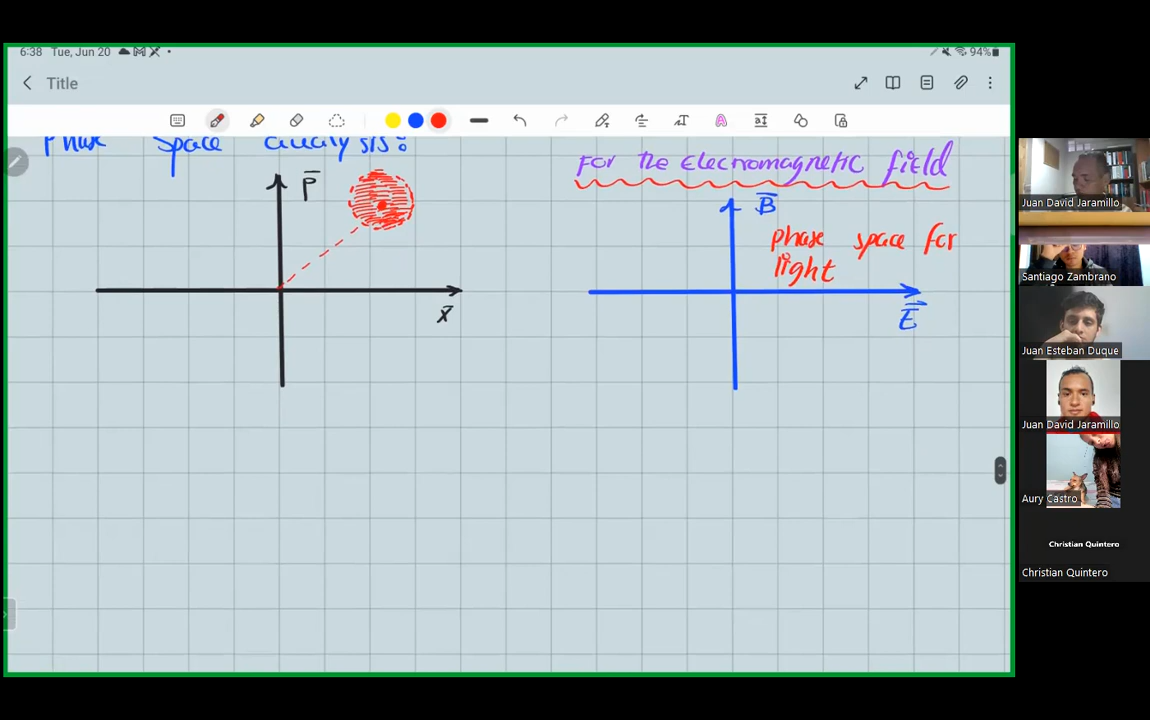 6:38 Tue, Jun 20
94%
Title
Phase Space analysis:
P
X
For the Electromagnetic field
B
phase space for
light
E
Juan David Jaramillo
Santiago Zambrano
Juan Esteban Duque
Juan David Jaramillo
Aury Castro
Christian Quintero
Christian Quintero